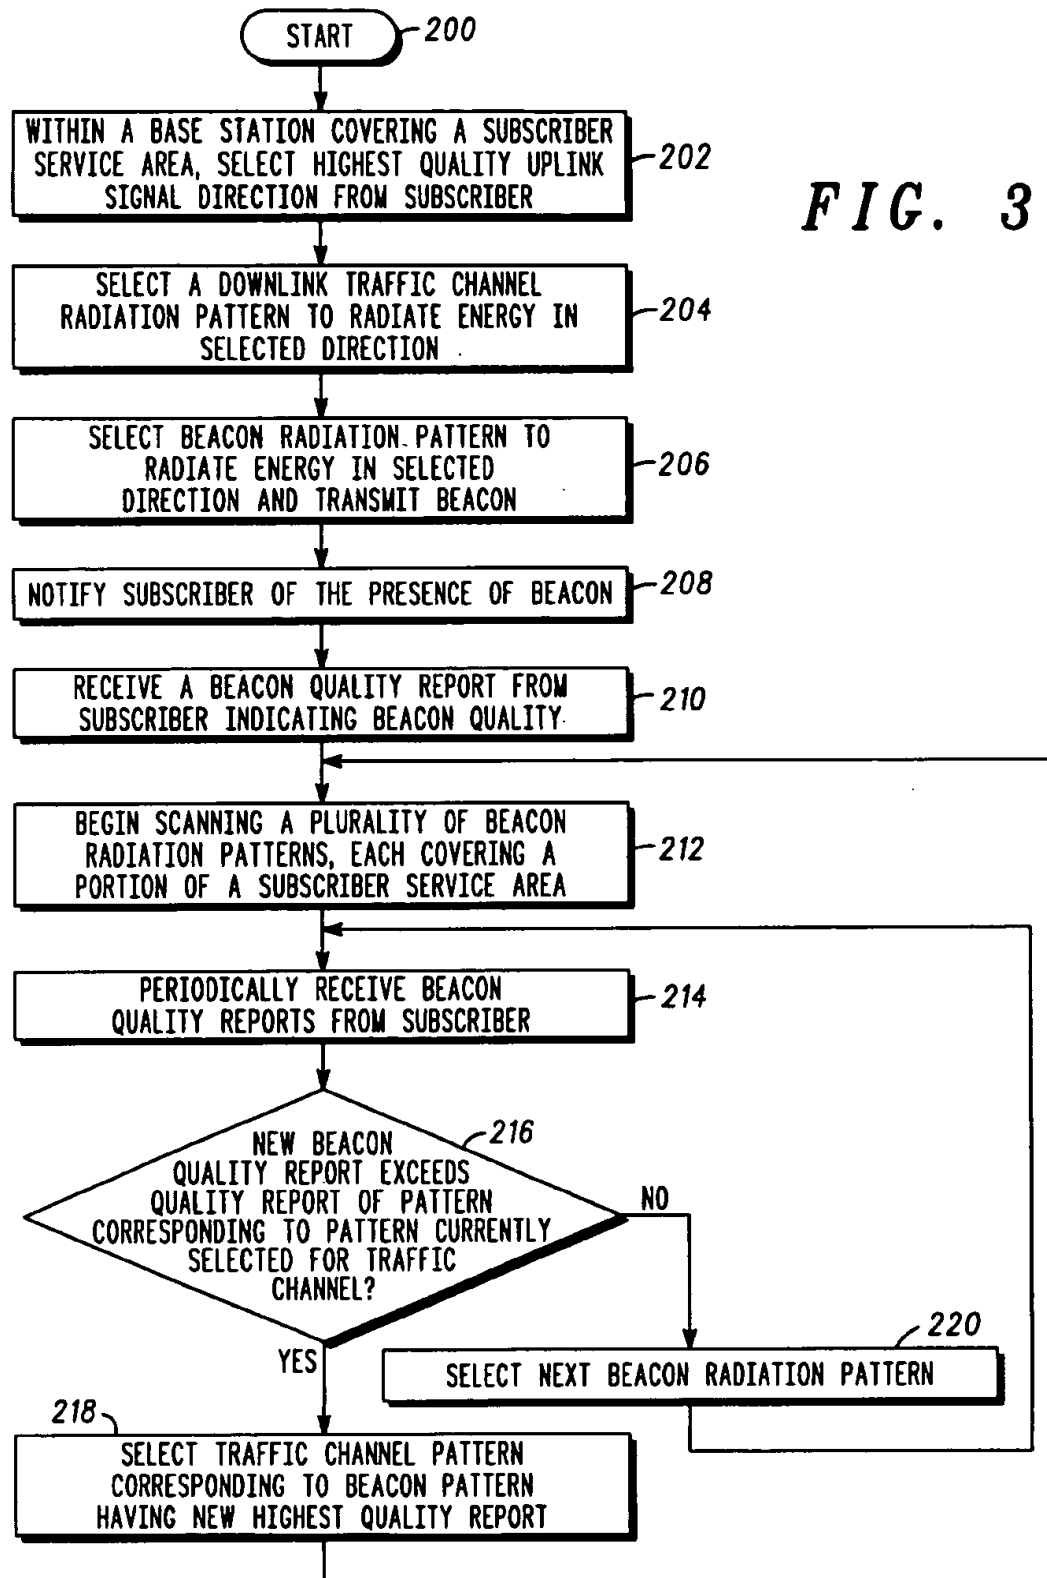 START
200
WITHIN A BASE STATION COVERING A SUBSCRIBER
SERVICE AREA, SELECT HIGHEST QUALITY UPLINK
SIGNAL DIRECTION FROM SUBSCRIBER
202
FIG. 3
SELECT A DOWNLINK TRAFFIC CHANNEL
RADIATION PATTERN TO RADIATE ENERGY IN
SELECTED DIRECTION
204
SELECT BEACON RADIATION PATTERN TO
RADIATE ENERGY IN SELECTED
DIRECTION AND TRANSMIT BEACON
206
NOTIFY SUBSCRIBER OF THE PRESENCE OF BEACON
208
RECEIVE A BEACON QUALITY REPORT FROM
SUBSCRIBER INDICATING BEACON QUALITY
210
BEGIN SCANNING A PLURALITY OF BEACON
RADIATION PATTERNS, EACH COVERING A
PORTION OF A SUBSCRIBER SERVICE AREA
212
PERIODICALLY RECEIVE BEACON
QUALITY REPORTS FROM SUBSCRIBER
214
NEW BEACON
QUALITY REPORT EXCEEDS
QUALITY REPORT OF PATTERN
CORRESPONDING TO PATTERN CURRENTLY
SELECTED FOR TRAFFIC
CHANNEL?
216
NO
YES
220
SELECT NEXT BEACON RADIATION PATTERN
218
SELECT TRAFFIC CHANNEL PATTERN
CORRESPONDING TO BEACON PATTERN
HAVING NEW HIGHEST QUALITY REPORT